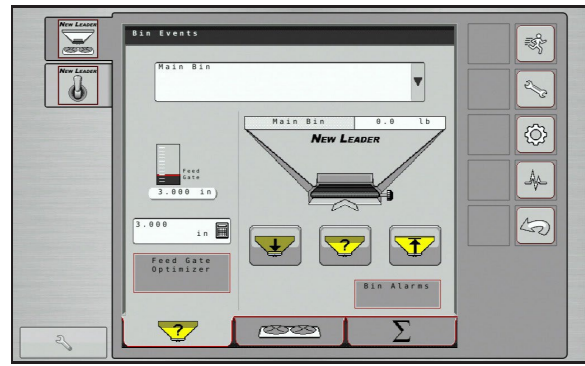 New Leader
New Leader
Bin Events
Main Bin
Main Bin 0.0 lb
New Leader
Feed
Gate
3.000 in
3.000
in
Feed Gate
Optimizer
?
Bin Alarms
?
Σ